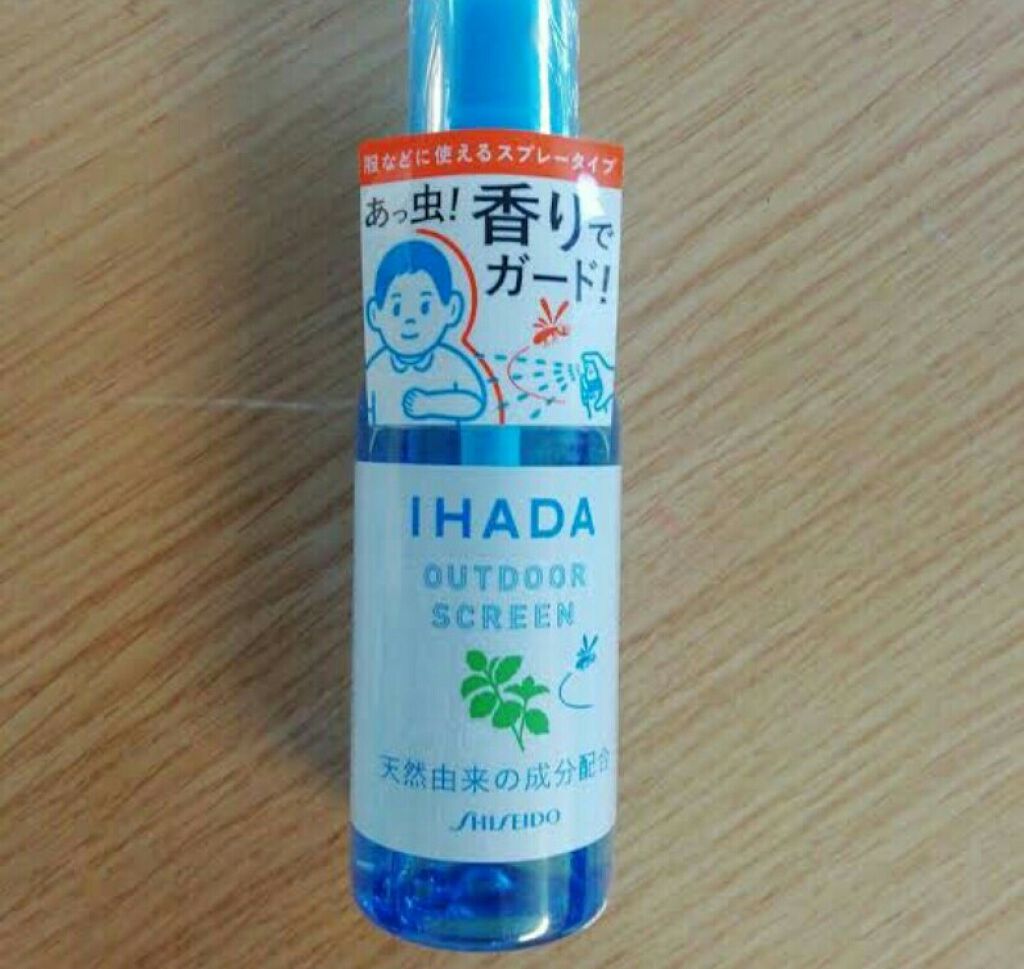 服などに使えるスプレータイプ
あっ虫! 香りで
ガード!
IHADA
OUTDOOR
SCREEN
天然由来の成分配合
SHISEIDO